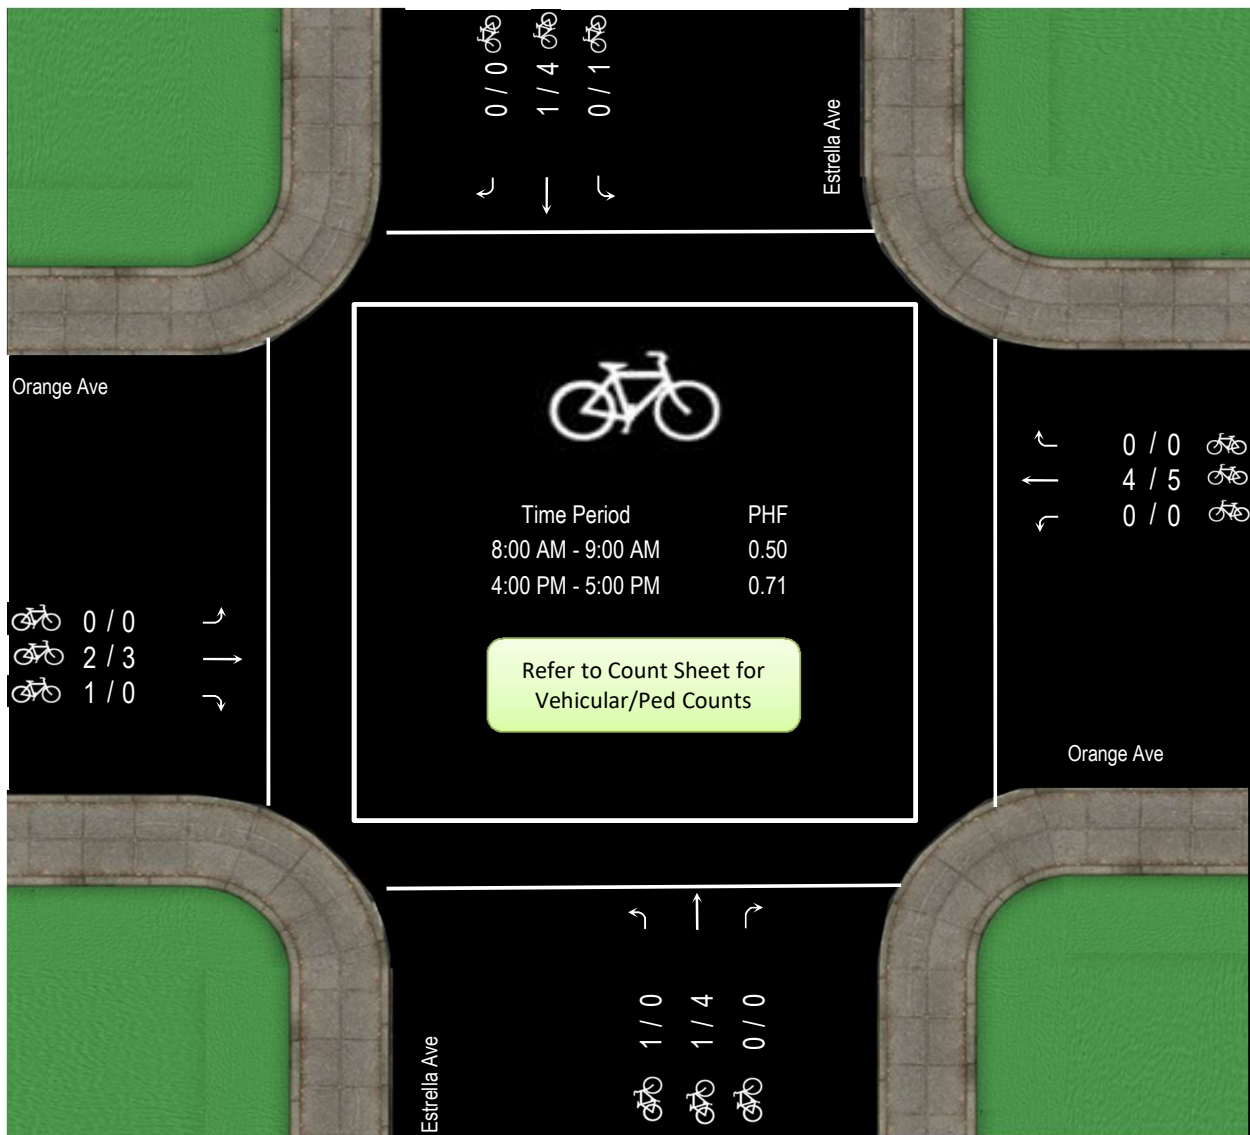 0 / 0
1 / 4
0 / 1
Estrella Ave
Orange Ave
0 / 0
4 / 5
0 / 0
Time Period PHF
8:00 AM - 9:00 AM 0.50
4:00 PM - 5:00 PM 0.71
0 / 0
2 / 3
1 / 0
Refer to Count Sheet for
Vehicular/Ped Counts
Orange Ave
Estrella Ave
1 / 0
1 / 4
0 / 0